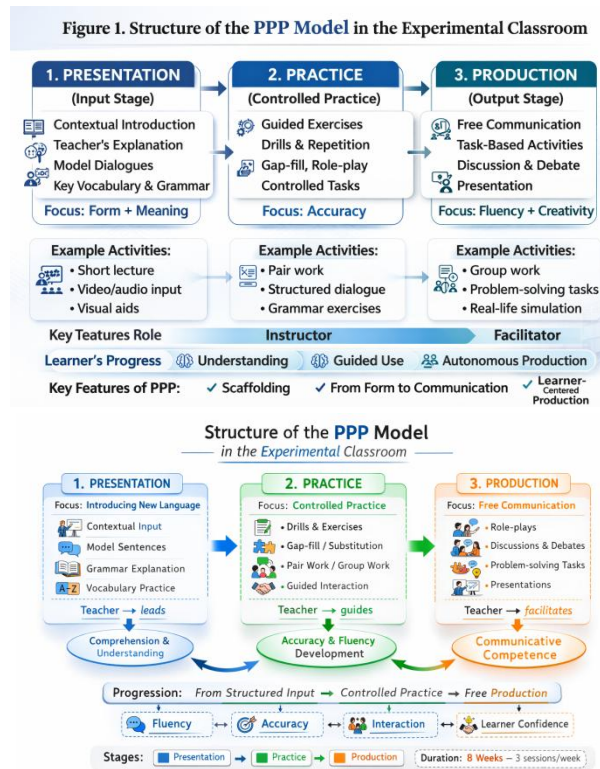 Figure 1. Structure of the PPP Model in the Experimental Classroom
1. PRESENTATION
(Input Stage)
Contextual Introduction
Teacher's Explanation
Model Dialogues
Key Vocabulary & Grammar
Focus: Form + Meaning
2. PRACTICE
(Controlled Practice)
Guided Exercises
Drills & Repetition
Gap-fill, Role-play
Controlled Tasks
Focus: Accuracy
3. PRODUCTION
(Output Stage)
Free Communication
Task-Based Activities
Discussion & Debate
Presentation
Focus: Fluency + Creativity
Example Activities:
• Short lecture
• Video/audio input
• Visual aids
Example Activities:
• Pair work
• Structured dialogue
• Grammar exercises
Example Activities:
• Group work
• Problem-solving tasks
• Real-life simulation
Key Features Role Instructor Facilitator
Learner's Progress Understanding Guided Use Autonomous Production
Key Features of PPP: ✓ Scaffolding ✓ From Form to Communication ✓ Learner-
Centered
Production
Structure of the PPP Model
in the Experimental Classroom
1. PRESENTATION
Focus: Introducing New Language
Contextual Input
Model Sentences
Grammar Explanation
A-Z Vocabulary Practice
Teacher → leads
Comprehension &
Understanding
2. PRACTICE
Focus: Controlled Practice
• Drills & Exercises
• Gap-fill / Substitution
• Pair Work / Group Work
• Guided Interaction
Teacher → guides
Accuracy & Fluency
Development
3. PRODUCTION
Focus: Free Communication
• Role-plays
• Discussions & Debates
• Problem-solving Tasks
• Presentations
Teacher → facilitates
Communicative
Competence
Progression: From Structured Input → Controlled Practice → Free Production
Fluency ↔ Accuracy ↔ Interaction ↔ Learner Confidence
Stages: Presentation → Practice → Production Duration: 8 Weeks — 3 sessions/week